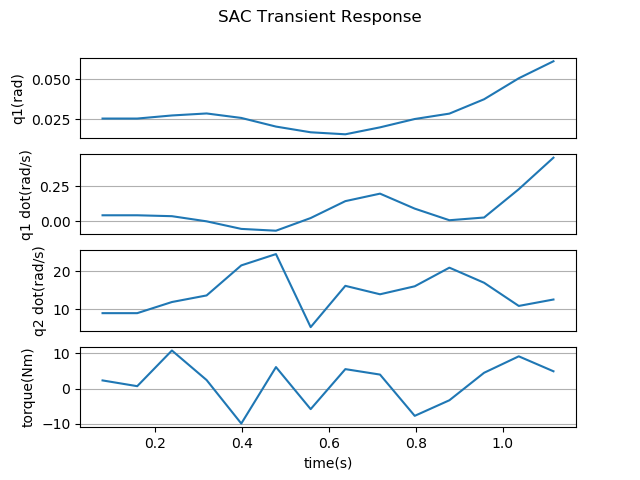 SAC Transient Response
q1(rad)
0.050
0.025
q1 dot(rad/s)
0.25
0.00
q2 dot(rad/s)
20
10
torque(Nm)
10
0
−10
0.2 0.4 0.6 0.8 1.0
time(s)